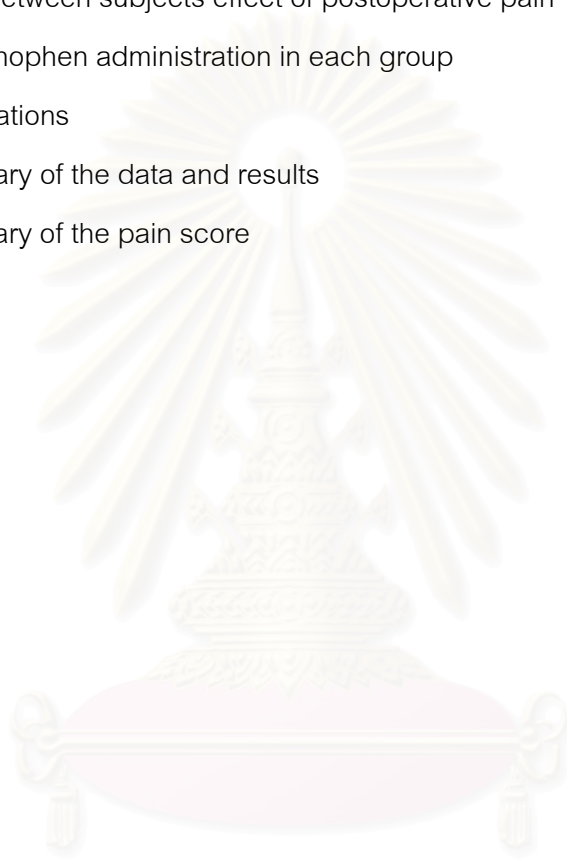 between subjects effect of postoperative pain
nophen administration in each group
ations
ary of the data and results
ary of the pain score